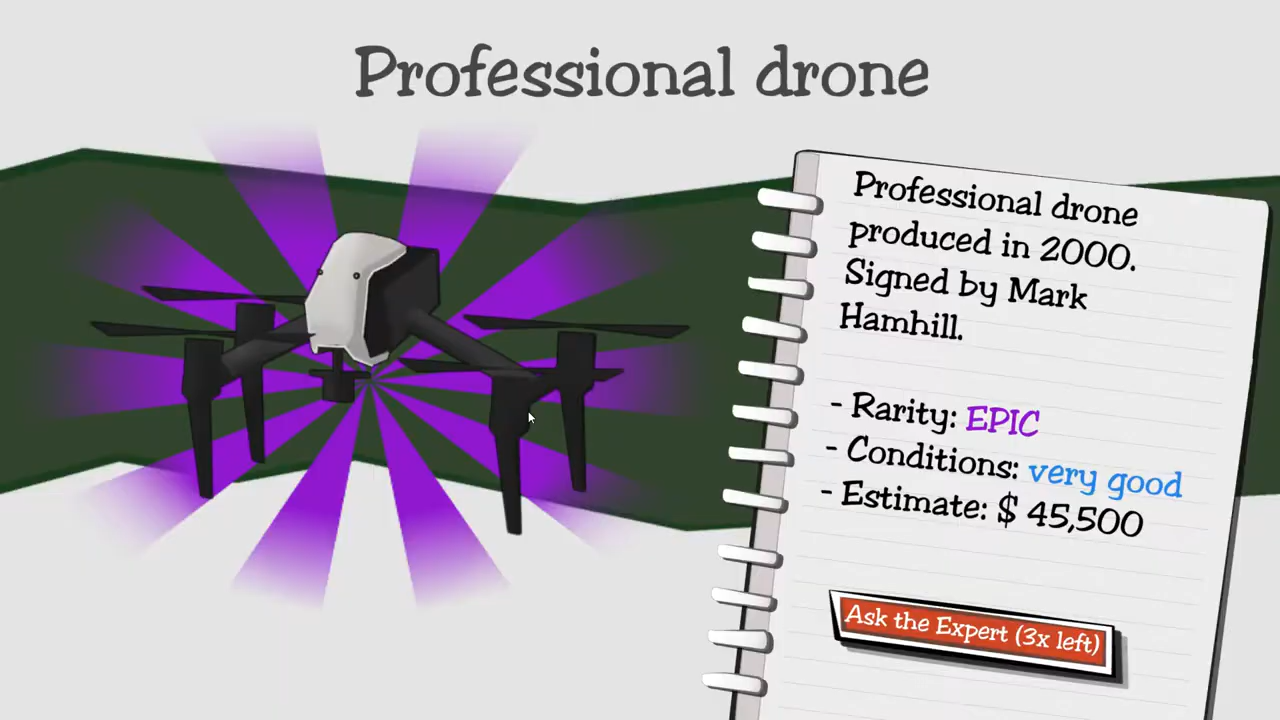 Professional drone
Professional drone
produced in 2000.
Signed by Mark
Hamhill.
- Rarity: EPIC
- Conditions: very good
- Estimate: $ 45,500
Ask the Expert (3x left)